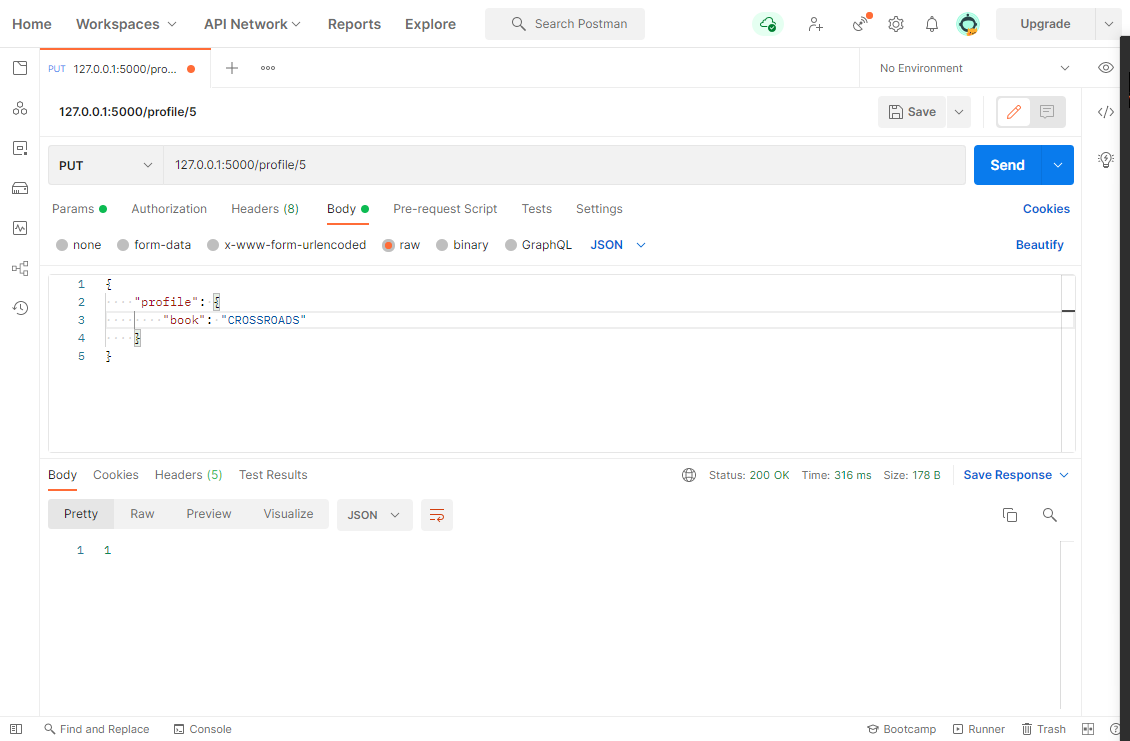 Home Workspaces API Network Reports Explore Search Postman Upgrade
PUT 127.0.0.1:5000/pro... No Environment
127.0.0.1:5000/profile/5 Save
PUT 127.0.0.1:5000/profile/5 Send
Params Authorization Headers (8) Body Pre-request Script Tests Settings Cookies
none form-data x-www-form-urlencoded raw binary GraphQL JSON Beautify
1 {
2 "profile": {
3 "book": "CROSSROADS"
4 }
5 }
Body Cookies Headers (5) Test Results Status: 200 OK Time: 316 ms Size: 178 B Save Response
Pretty Raw Preview Visualize JSON
1 1
Find and Replace Console Bootcamp Runner Trash